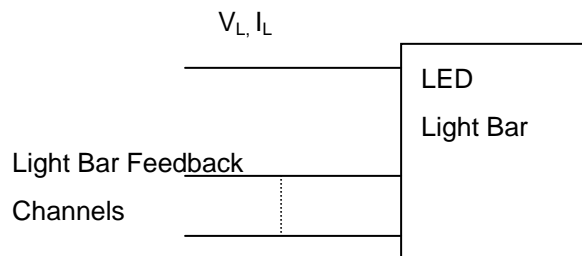 V_L, I_L
LED
Light Bar
Light Bar Feedback
Channels